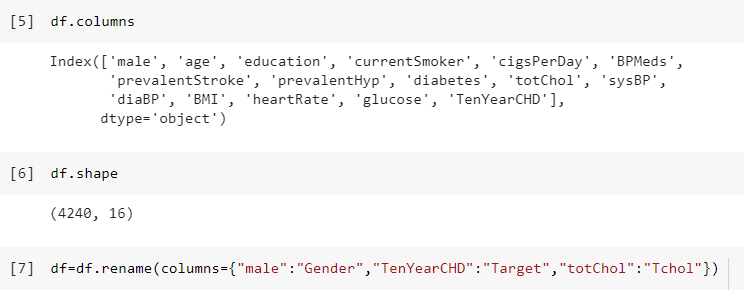 [5] df.columns
Index(['male', 'age', 'education', 'currentSmoker', 'cigsPerDay', 'BPMeds',
'prevalentStroke', 'prevalentHyp', 'diabetes', 'totChol', 'sysBP',
'diaBP', 'BMI', 'heartRate', 'glucose', 'TenYearCHD'],
dtype='object')
[6] df.shape
(4240, 16)
[7] df=df.rename(columns={"male":"Gender","TenYearCHD":"Target","totChol":"Tchol"})